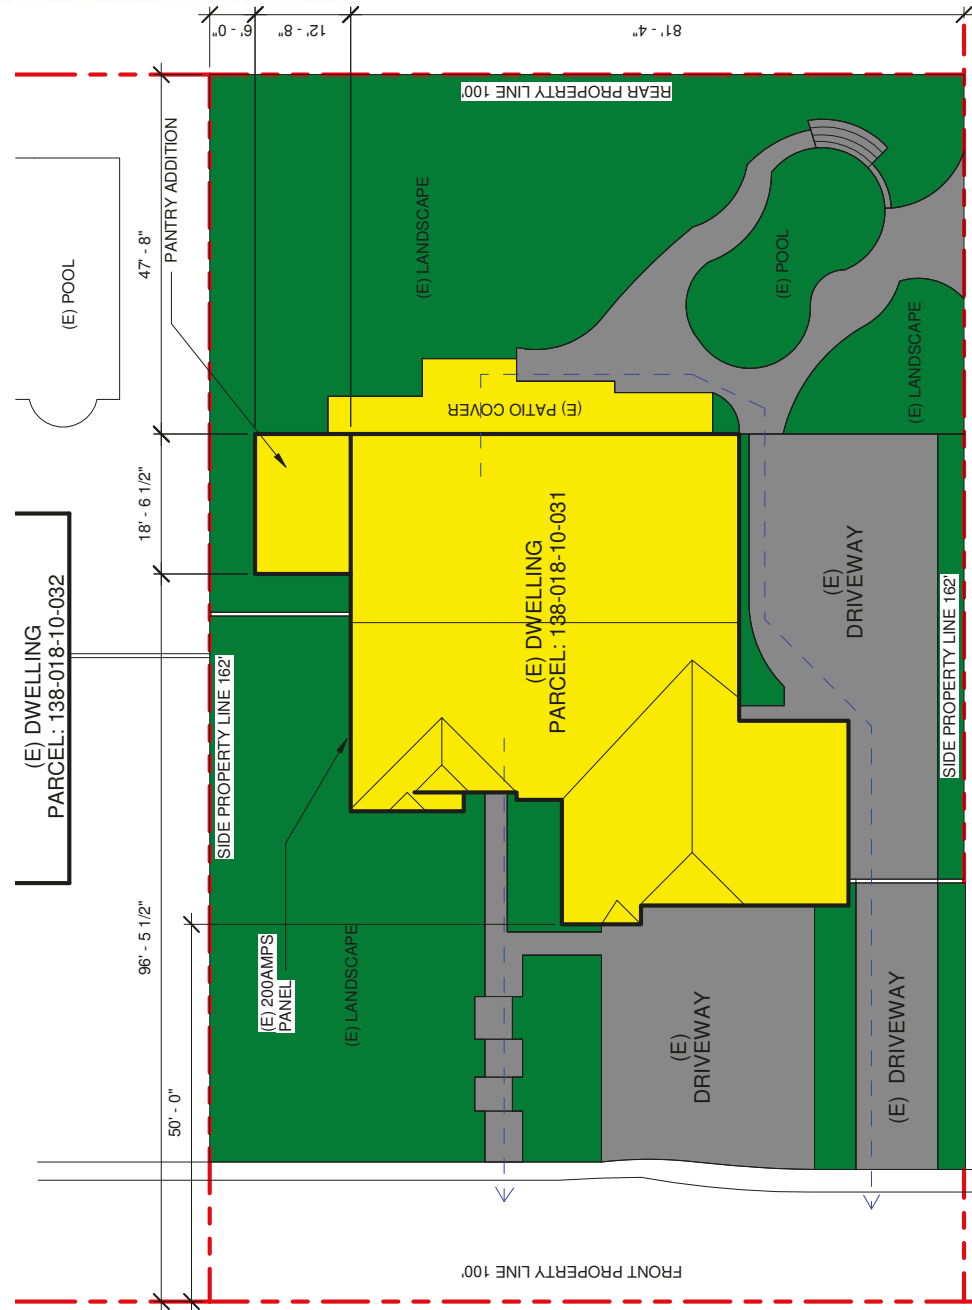 6' - 0"
12' - 8"
81' - 4"
REAR PROPERTY LINE 100'
PANTRY ADDITION
47' - 8"
(E) POOL
(E) LANDSCAPE
(E) POOL
(E) LANDSCAPE
(E) PATIO COVER
18' - 6 1/2"
(E) DWELLING
PARCEL: 138-018-10-032
(E) DWELLING
PARCEL: 138-018-10-031
(E)
DRIVEWAY
SIDE PROPERTY LINE 162'
SIDE PROPERTY LINE 162'
96' - 5 1/2"
(E) 200AMPS
PANEL
(E) LANDSCAPE
(E)
DRIVEWAY
(E) DRIVEWAY
50' - 0"
FRONT PROPERTY LINE 100'